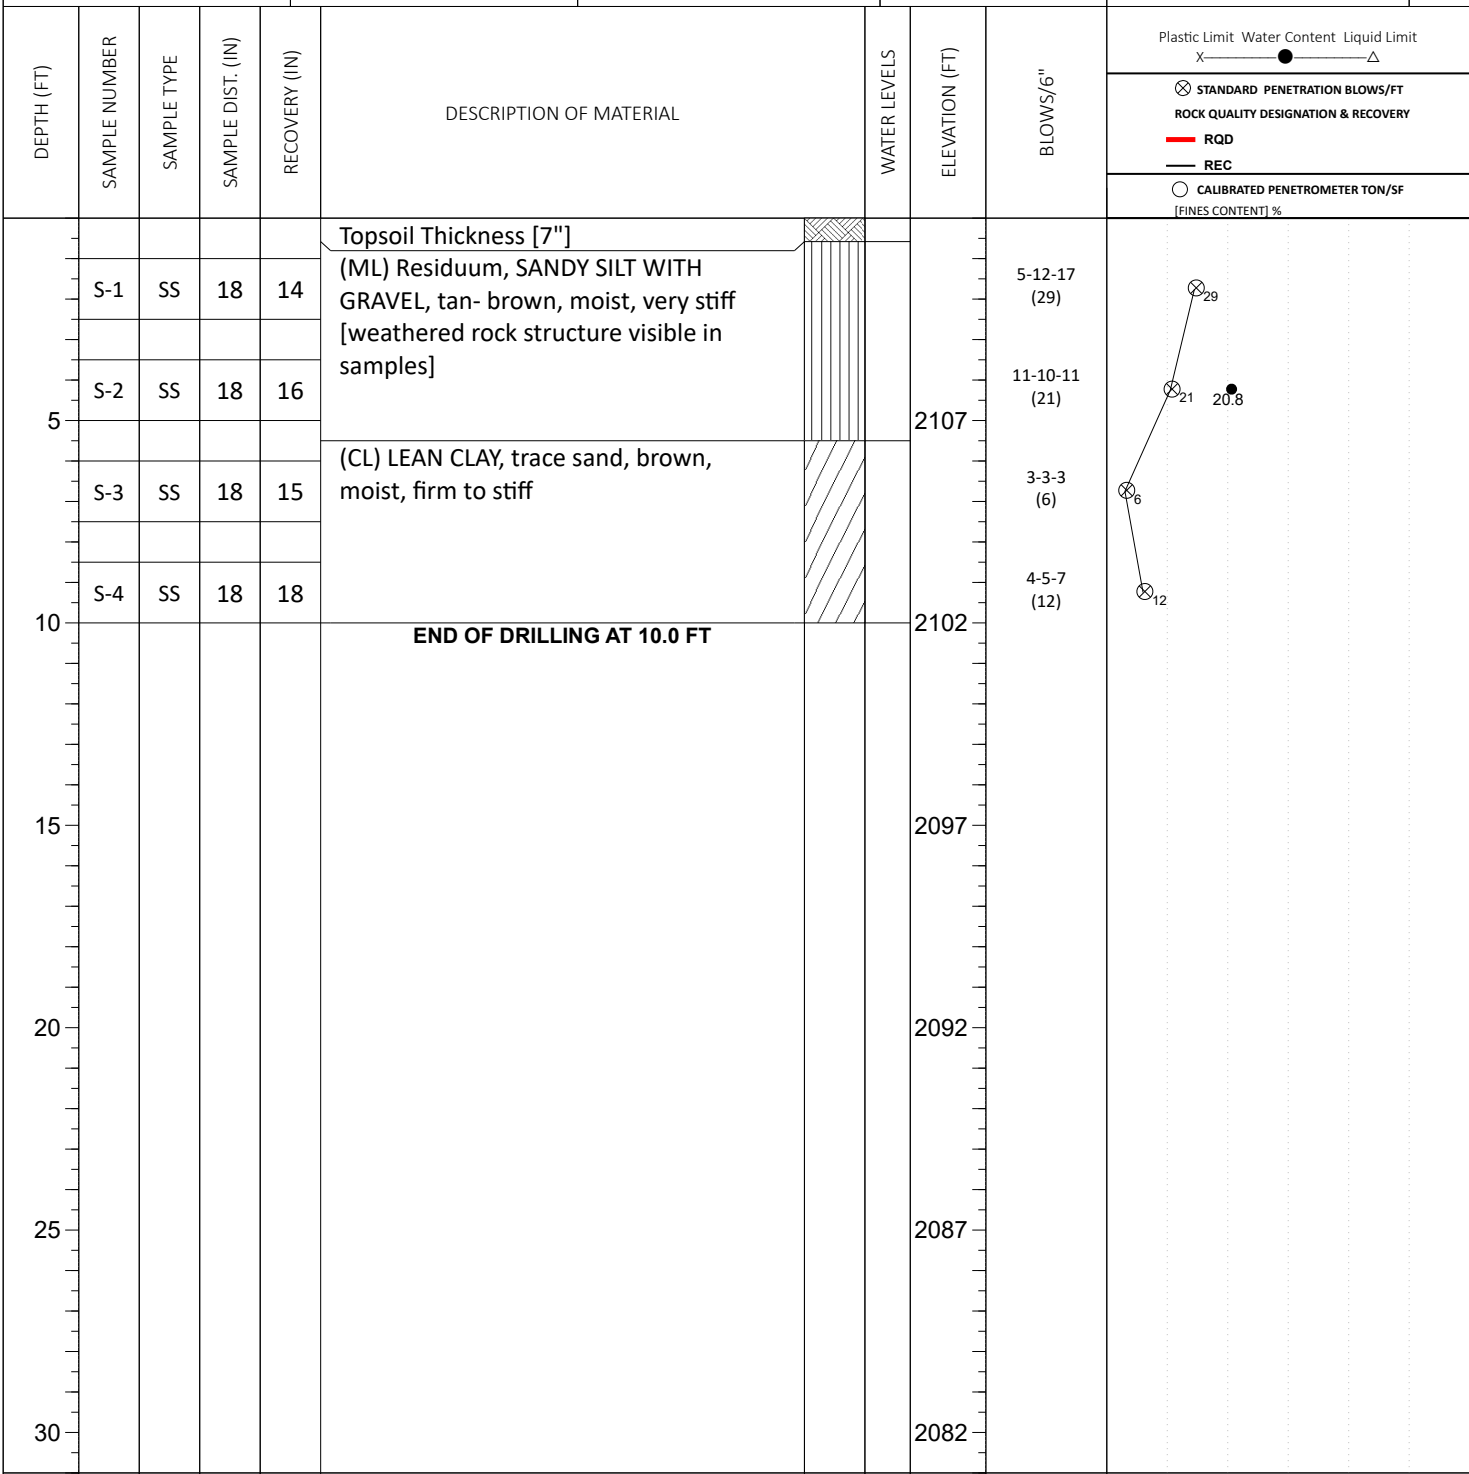 DEPTH (FT)
SAMPLE NUMBER
SAMPLE TYPE
SAMPLE DIST. (IN)
RECOVERY (IN)
DESCRIPTION OF MATERIAL
WATER LEVELS
ELEVATION (FT)
BLOWS/6"
Plastic Limit Water Content Liquid Limit
X
STANDARD PENETRATION BLOWS/FT
ROCK QUALITY DESIGNATION & RECOVERY
RQD
REC
CALIBRATED PENETROMETER TON/SF
[FINES CONTENT] %
Topsoil Thickness [7"]
(ML) Residuum, SANDY SILT WITH
GRAVEL, tan- brown, moist, very stiff
[weathered rock structure visible in
samples]
S-1 SS 18 14
5-12-17
(29)
29
S-2 SS 18 16
11-10-11
(21)
21 20.8
5 2107
(CL) LEAN CLAY, trace sand, brown,
moist, firm to stiff
S-3 SS 18 15
3-3-3
(6)
6
S-4 SS 18 18
4-5-7
(12)
12
10 2102
END OF DRILLING AT 10.0 FT
15 2097
20 2092
25 2087
30 2082